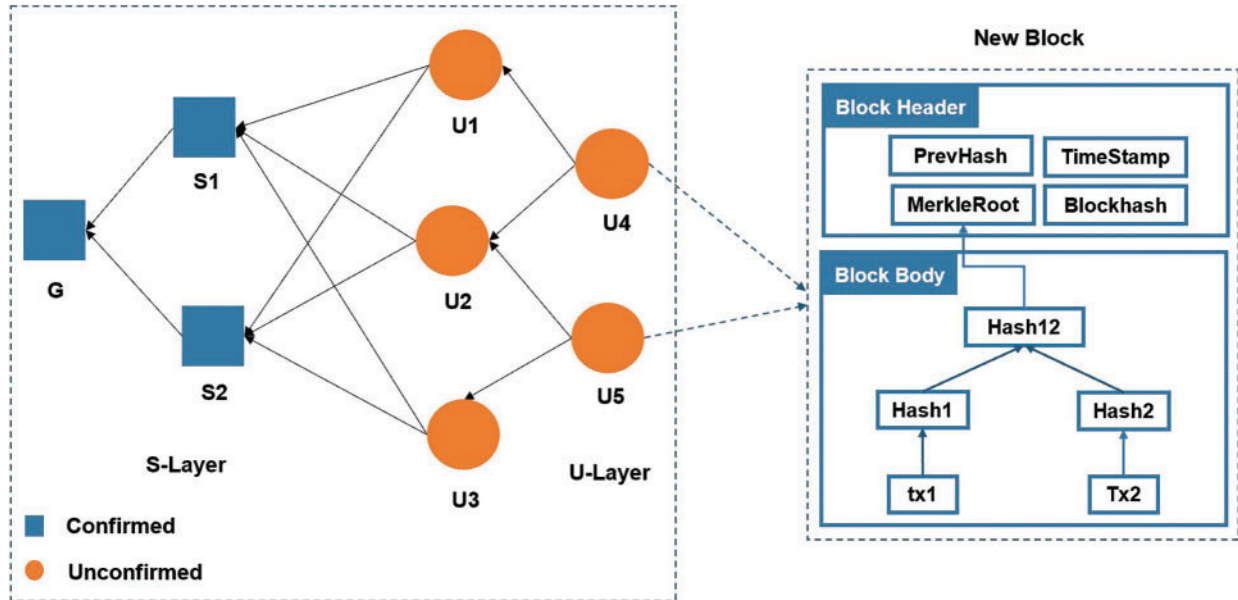 New Block
U1
Block Header
S1
PrevHash
TimeStamp
MerkleRoot
Blockhash
U4
G
U2
Block Body
Hash12
S2
U5
Hash1
Hash2
S-Layer
U-Layer
U3
tx1
Tx2
Confirmed
Unconfirmed